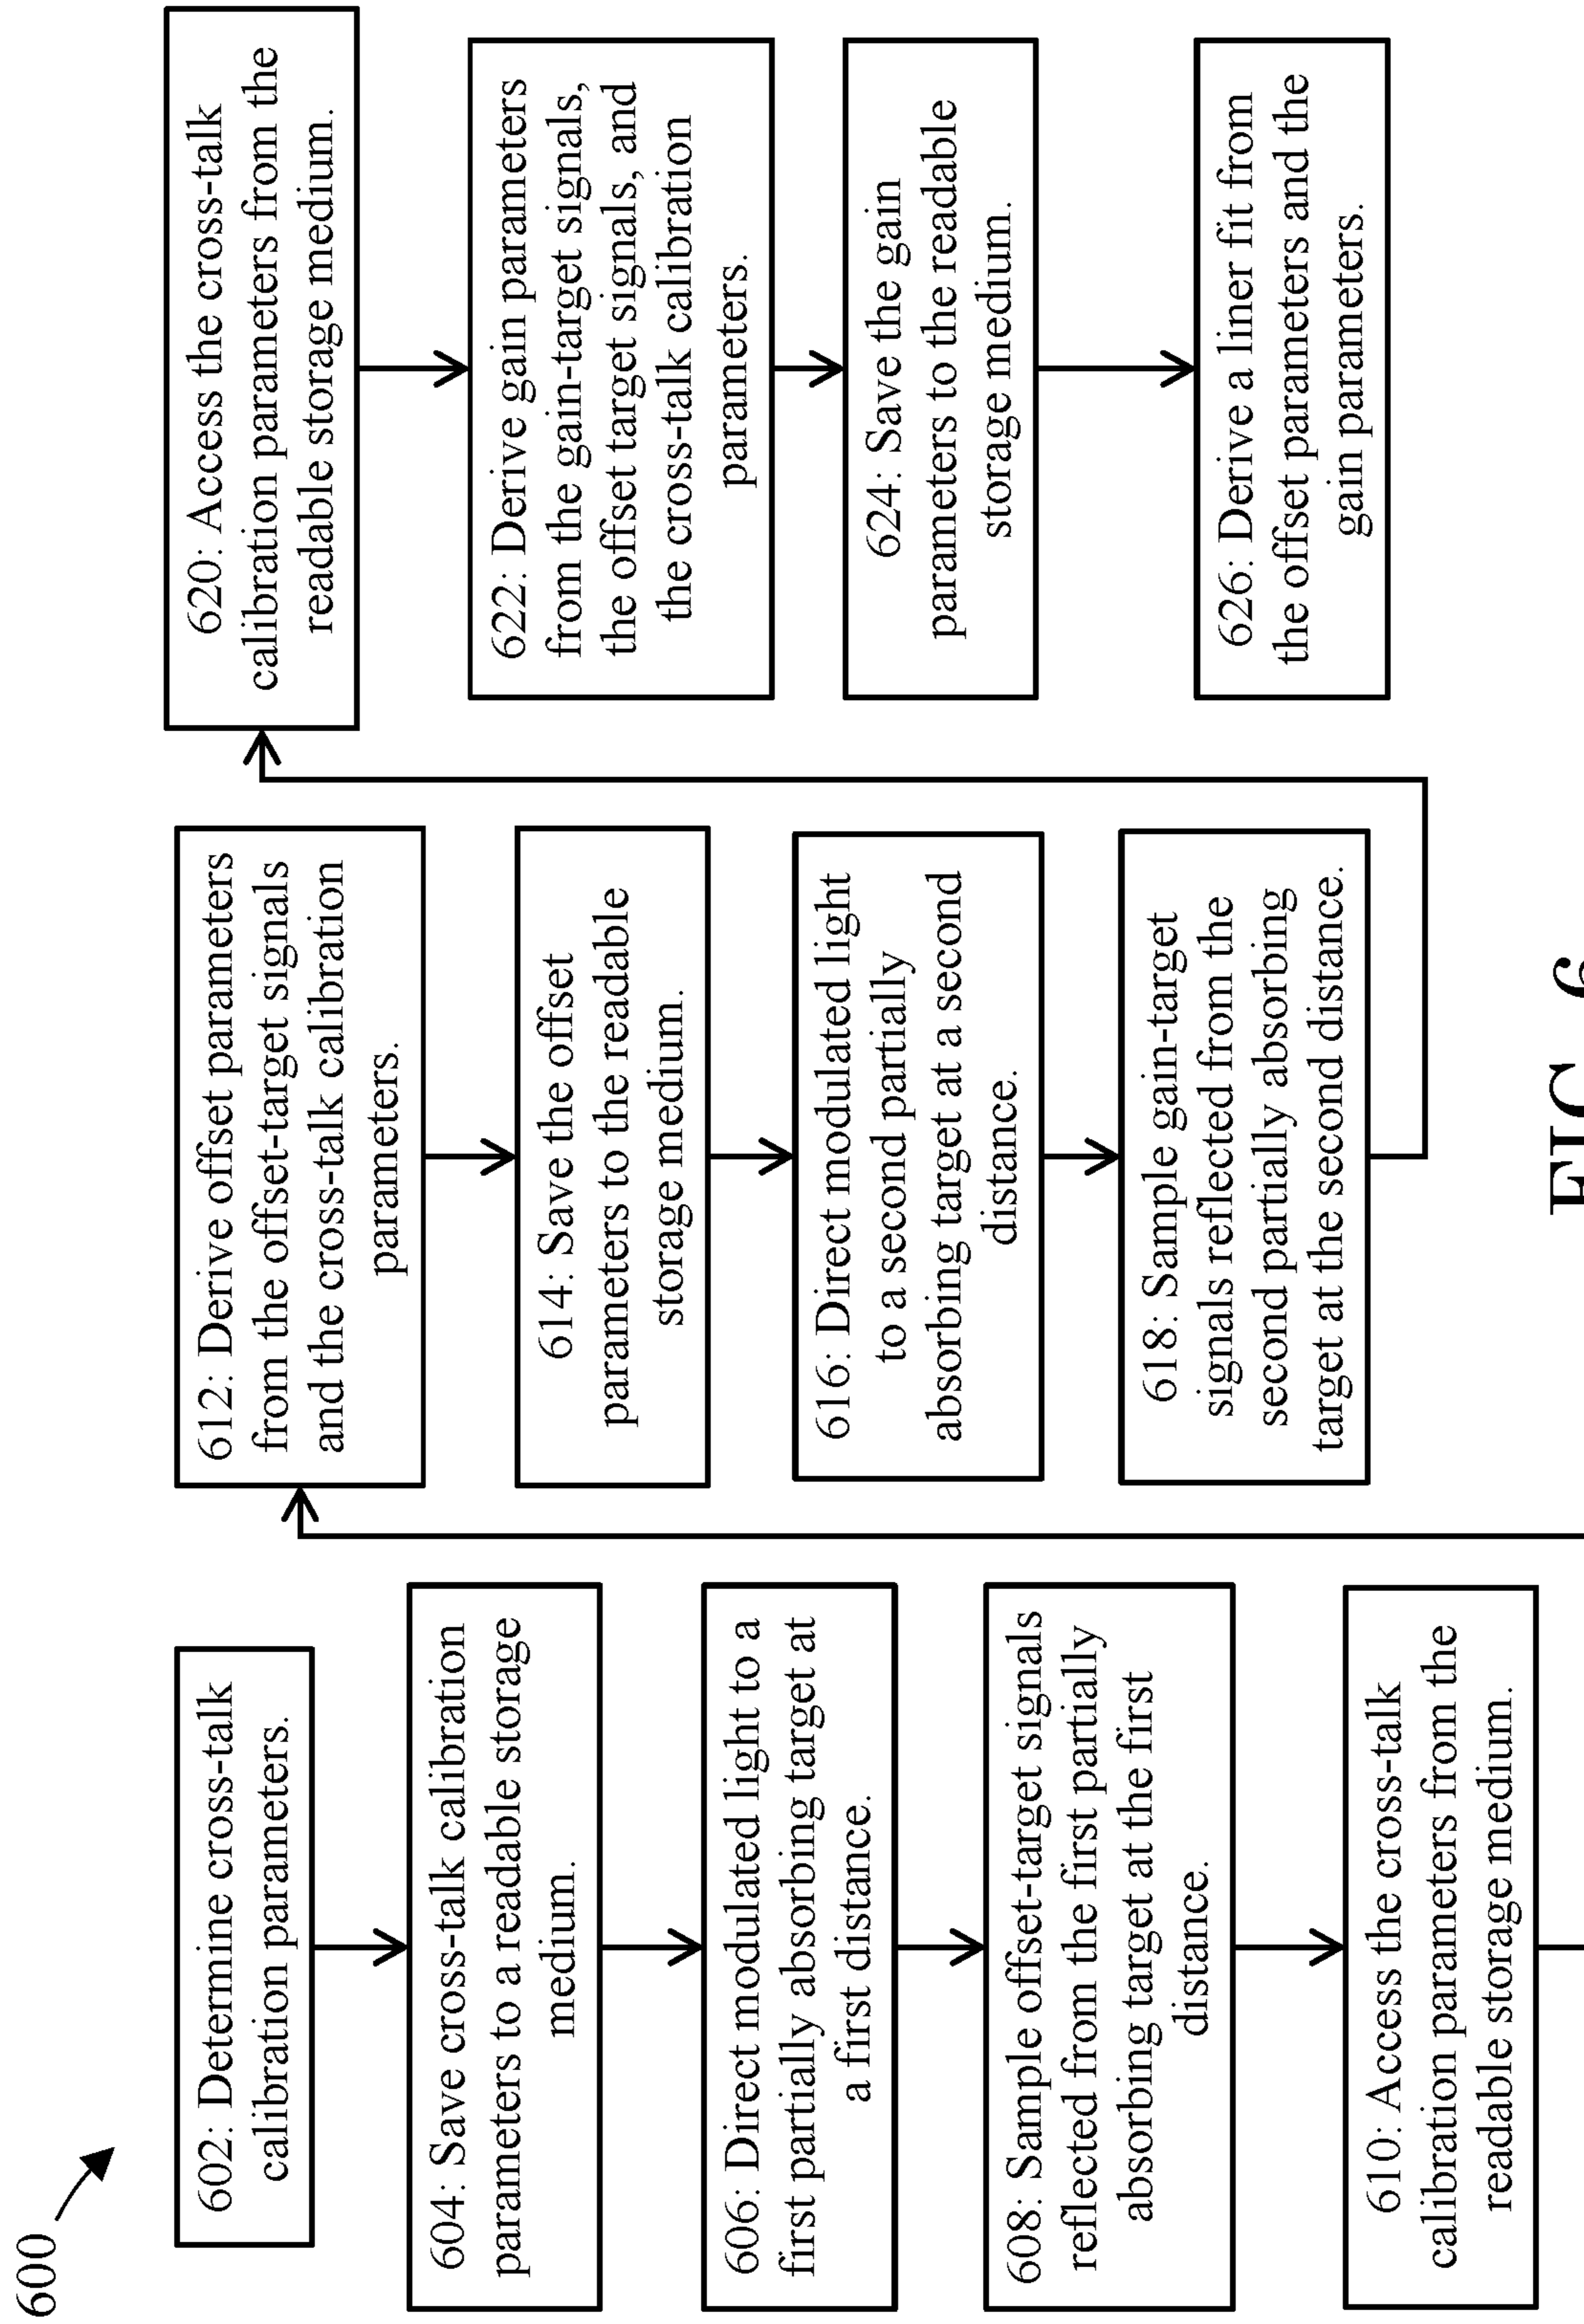 600
602: Determine cross-talk
calibration parameters.
604: Save cross-talk calibration
parameters to a readable storage
medium.
606: Direct modulated light to a
first partially absorbing target at
a first distance.
608: Sample offset-target signals
reflected from the first partially
absorbing target at the first
distance.
610: Access the cross-talk
calibration parameters from the
readable storage medium.
612: Derive offset parameters
from the offset-target signals
and the cross-talk calibration
parameters.
614: Save the offset
parameters to the readable
storage medium.
616: Direct modulated light
to a second partially
absorbing target at a second
distance.
618: Sample gain-target
signals reflected from the
second partially absorbing
target at the second distance.
620: Access the cross-talk
calibration parameters from the
readable storage medium.
622: Derive gain parameters
from the gain-target signals,
the offset target signals, and
the cross-talk calibration
parameters.
624: Save the gain
parameters to the readable
storage medium.
626: Derive a liner fit from
the offset parameters and the
gain parameters.
FIG. 6